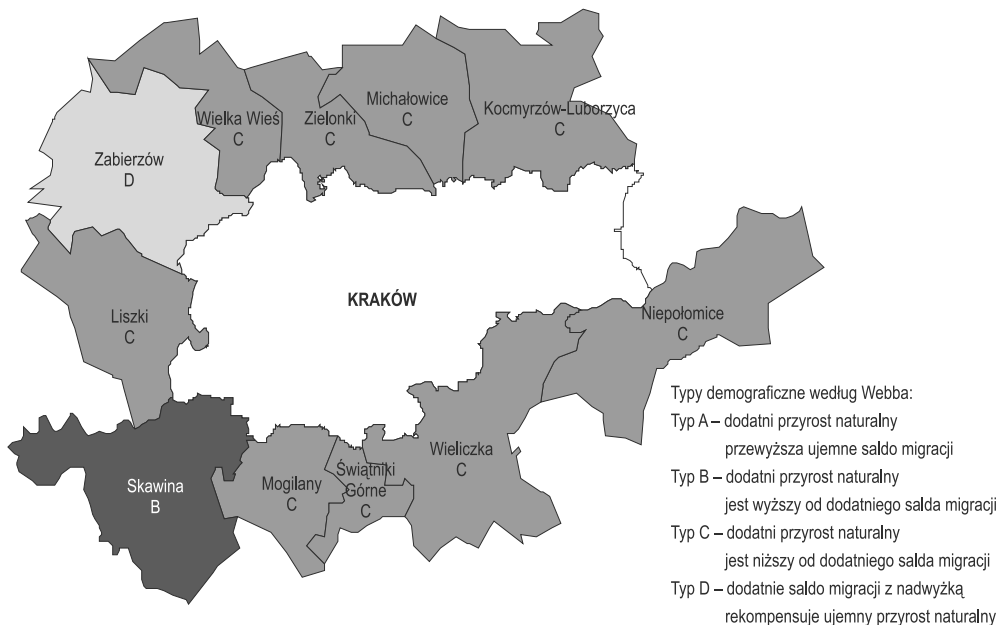 Wielka Wieś
C
Zielonki
C
Michałowice
C
Kocmyrzów-Luborzyca
C
Zabierzów
D
KRAKÓW
Liszki
C
Niepołomice
C
Skawina
B
Mogilany
C
Świątniki
Górne
C
Wieliczka
C
Typy demograficzne według Webba:
Typ A – dodatni przyrost naturalny
przewyższa ujemne saldo migracji
Typ B – dodatni przyrost naturalny
jest wyższy od dodatniego salda migracji
Typ C – dodatni przyrost naturalny
jest niższy od dodatniego salda migracji
Typ D – dodatnie saldo migracji z nadwyżką
rekompensuje ujemny przyrost naturalny